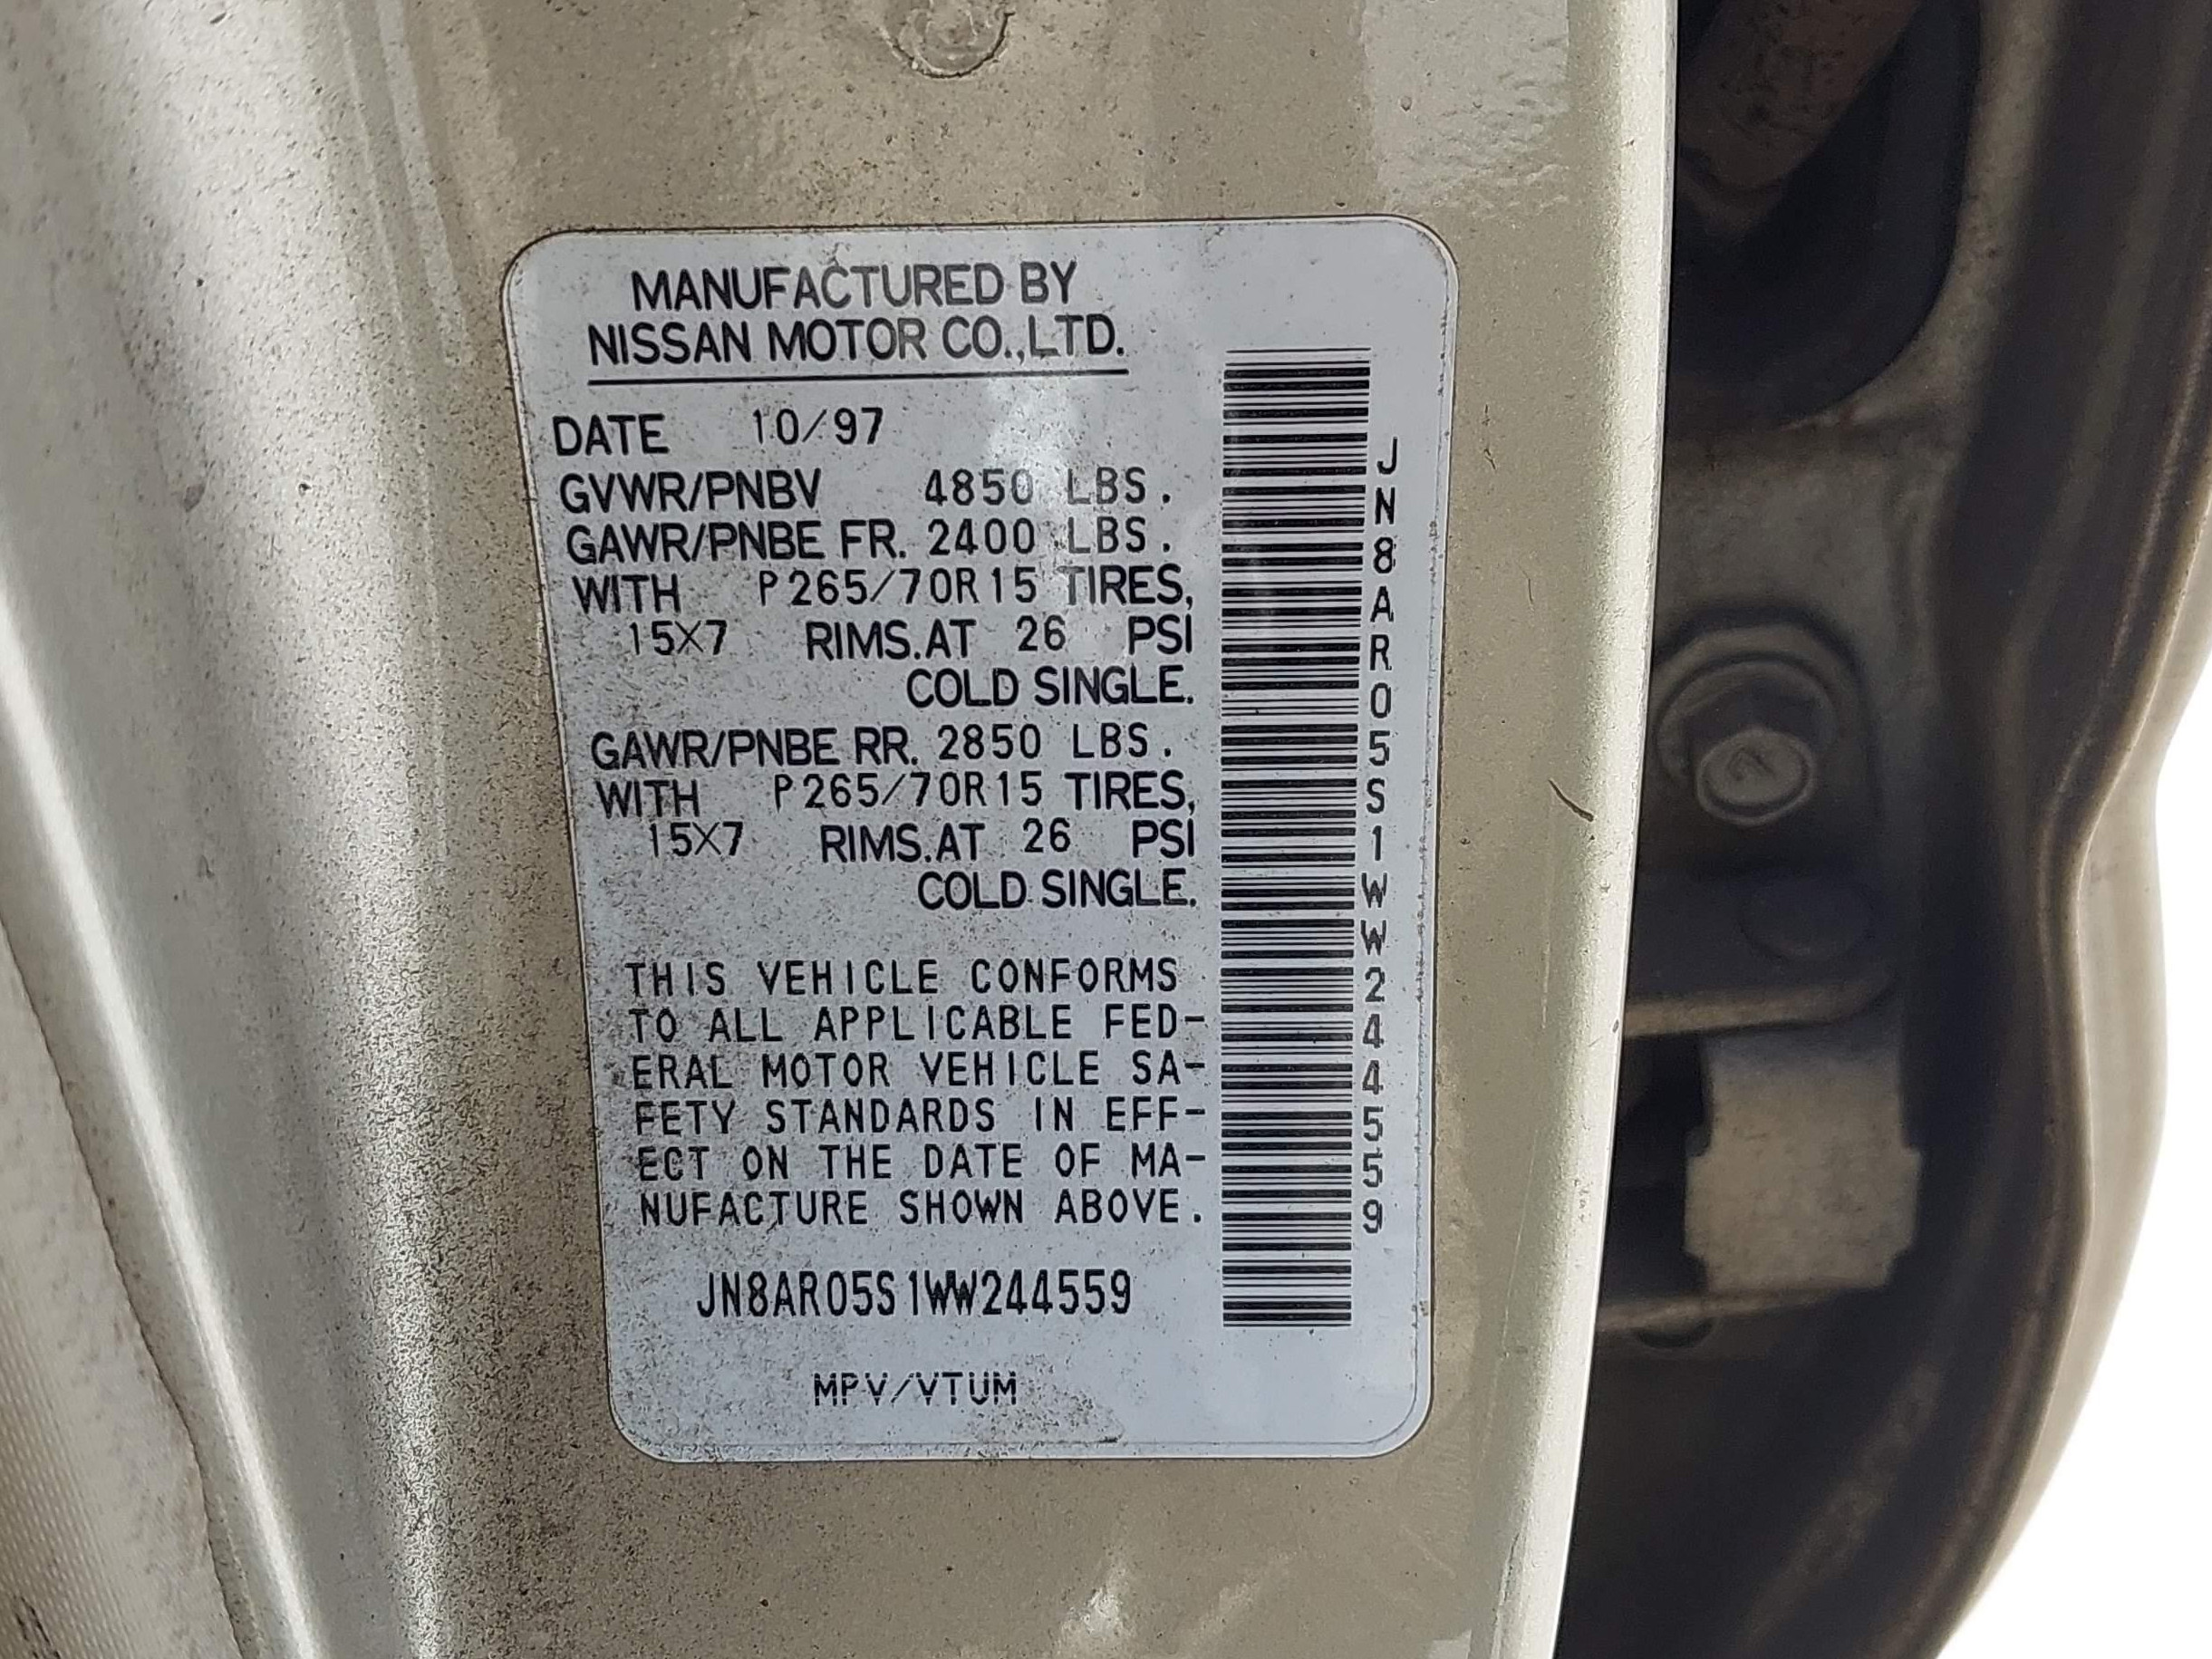 MANUFACTURED BY
NISSAN MOTOR CO.,LTD.
DATE 10/97
GVWR/PNBV 4850 LBS.
GAWR/PNBE FR. 2400 LBS.
WITH P265/70R15 TIRES,
15X7 RIMS.AT 26 PSI
COLD SINGLE.
GAWR/PNBE RR. 2850 LBS.
WITH P265/70R15 TIRES,
15X7 RIMS.AT 26 PSI
COLD SINGLE.
THIS VEHICLE CONFORMS
TO ALL APPLICABLE FED-
ERAL MOTOR VEHICLE SA-
FETY STANDARDS IN EFF-
ECT ON THE DATE OF MA-
NUFACTURE SHOWN ABOVE.
JN8AR05S1WW244559
MPV/VTUM
JN8AR05S1WW244559